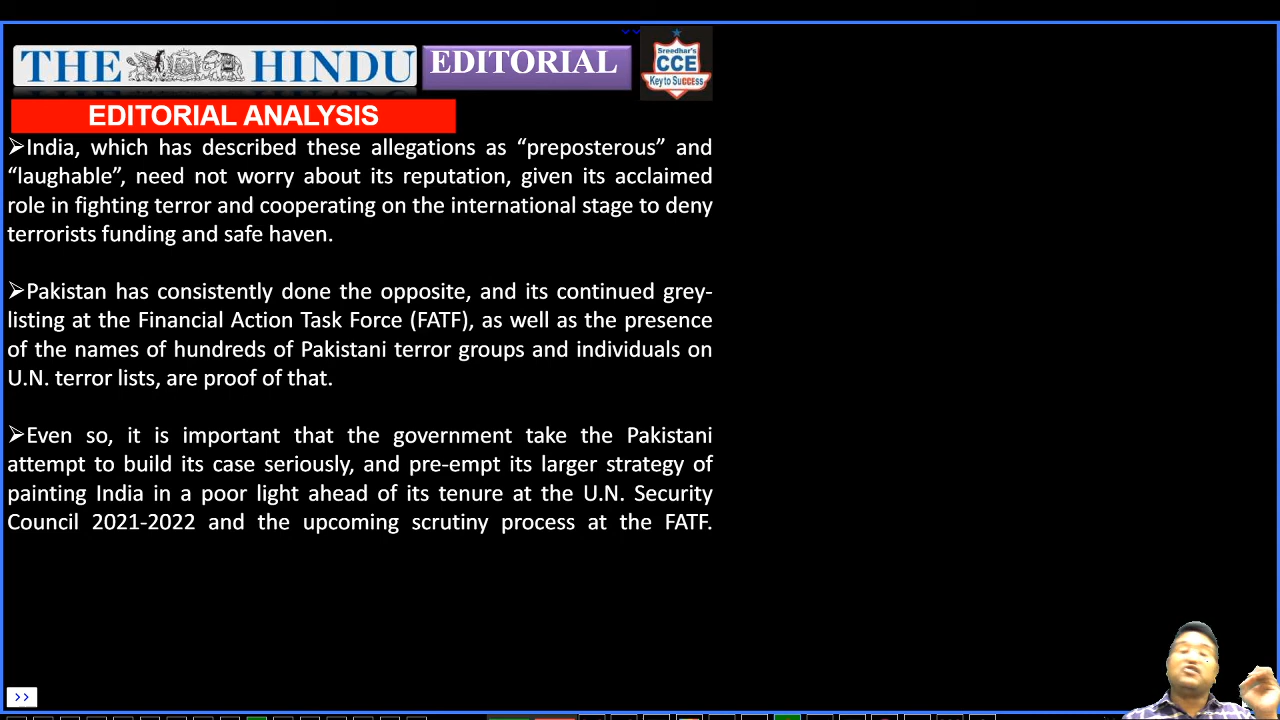 THE HINDU EDITORIAL
Sreedhar's
CCE
Key to Success
EDITORIAL ANALYSIS
➢India, which has described these allegations as “preposterous” and
“laughable”, need not worry about its reputation, given its acclaimed
role in fighting terror and cooperating on the international stage to deny
terrorists funding and safe haven.
➢Pakistan has consistently done the opposite, and its continued grey-
listing at the Financial Action Task Force (FATF), as well as the presence
of the names of hundreds of Pakistani terror groups and individuals on
U.N. terror lists, are proof of that.
➢Even so, it is important that the government take the Pakistani
attempt to build its case seriously, and pre-empt its larger strategy of
painting India in a poor light ahead of its tenure at the U.N. Security
Council 2021-2022 and the upcoming scrutiny process at the FATF.
>>